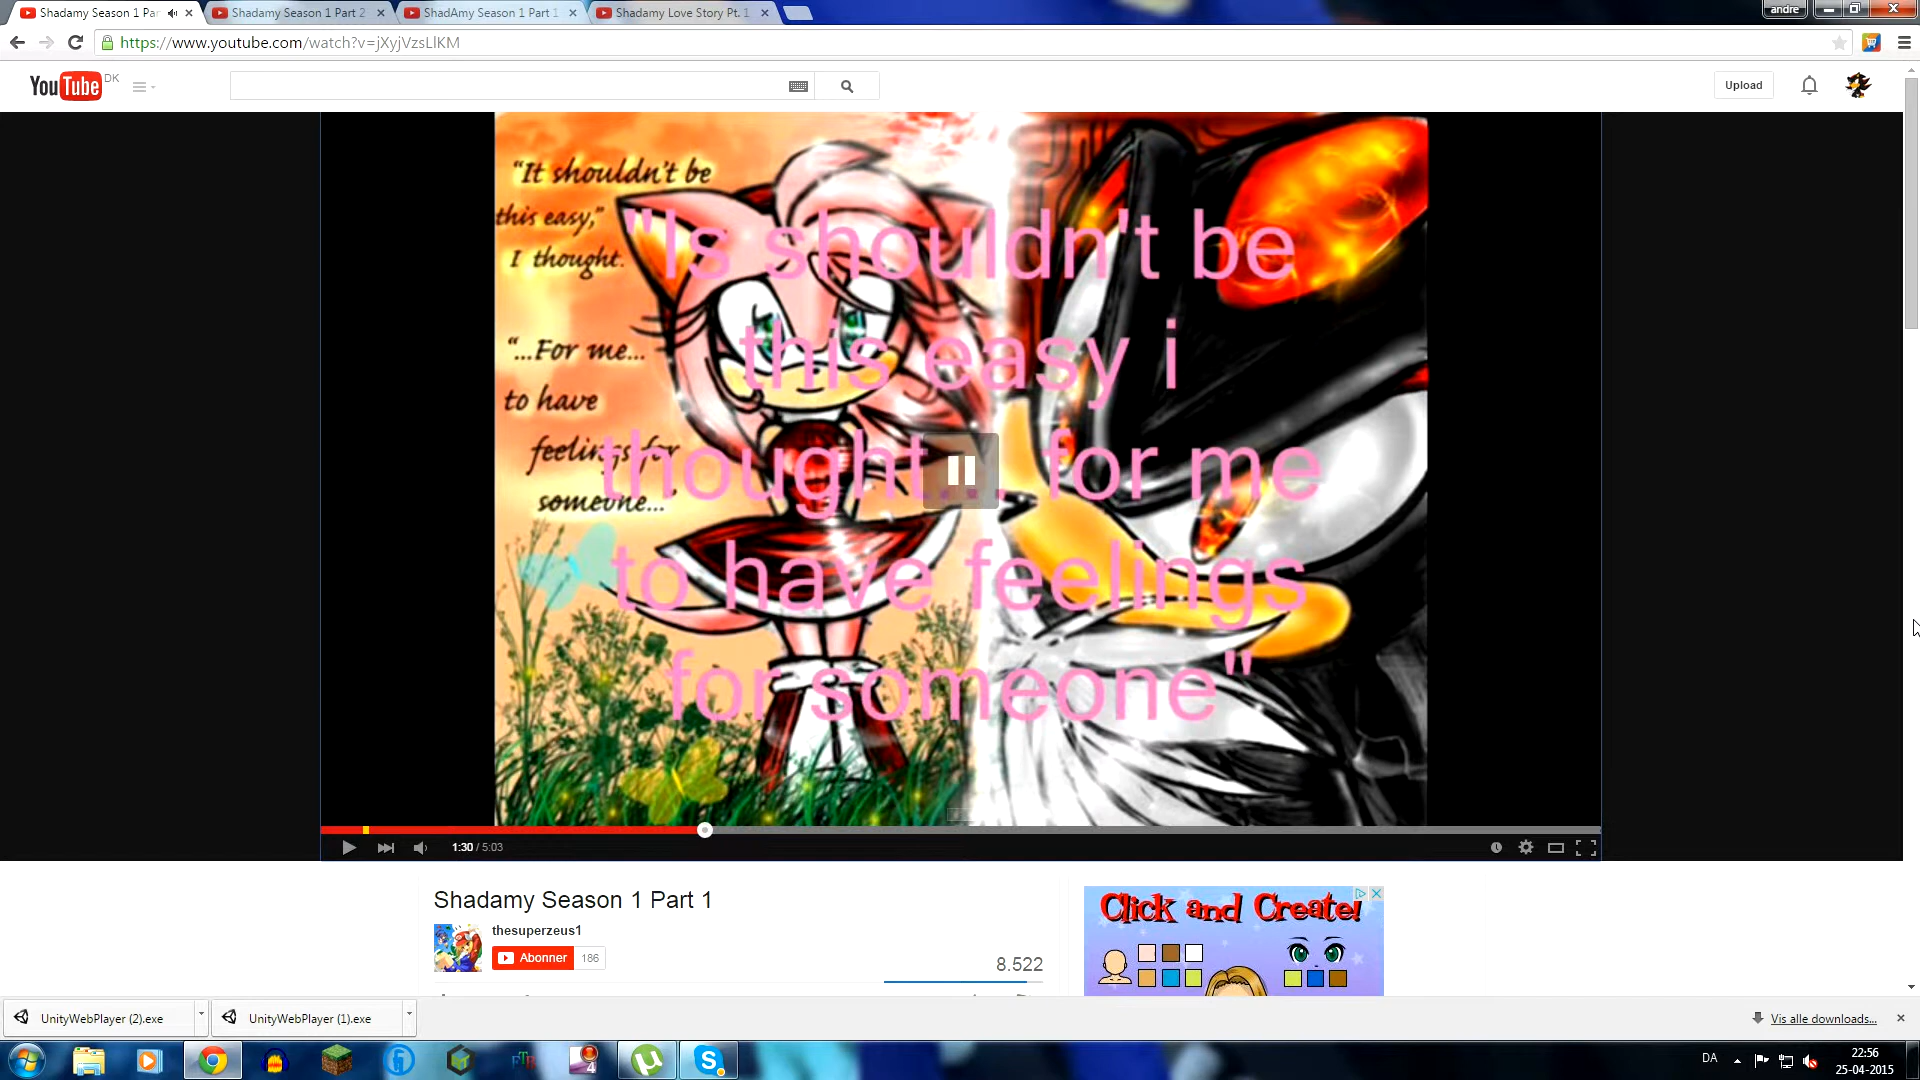 Shadamy Season 1 Par
Shadamy Season 1 Part 2
ShadAmy Season 1 Part 1
Shadamy Love Story Pt. 1
andre
https://www.youtube.com/watch?v=jXyjVzsLlKM
YouTube DK
Upload
"It shouldn't be
this easy,"
I thought.
"...For me...
to have
feelings for
someone..."
"Is shouldn't be
this easy i
thought... for me
to have feelings
for someone"
1:30 / 5:03
Shadamy Season 1 Part 1
thesuperzeus1
Abonner 186
8.522
Click and Create!
UnityWebPlayer (2).exe
UnityWebPlayer (1).exe
Vis alle downloads...
FTB
4
DA
22:56
25-04-2015